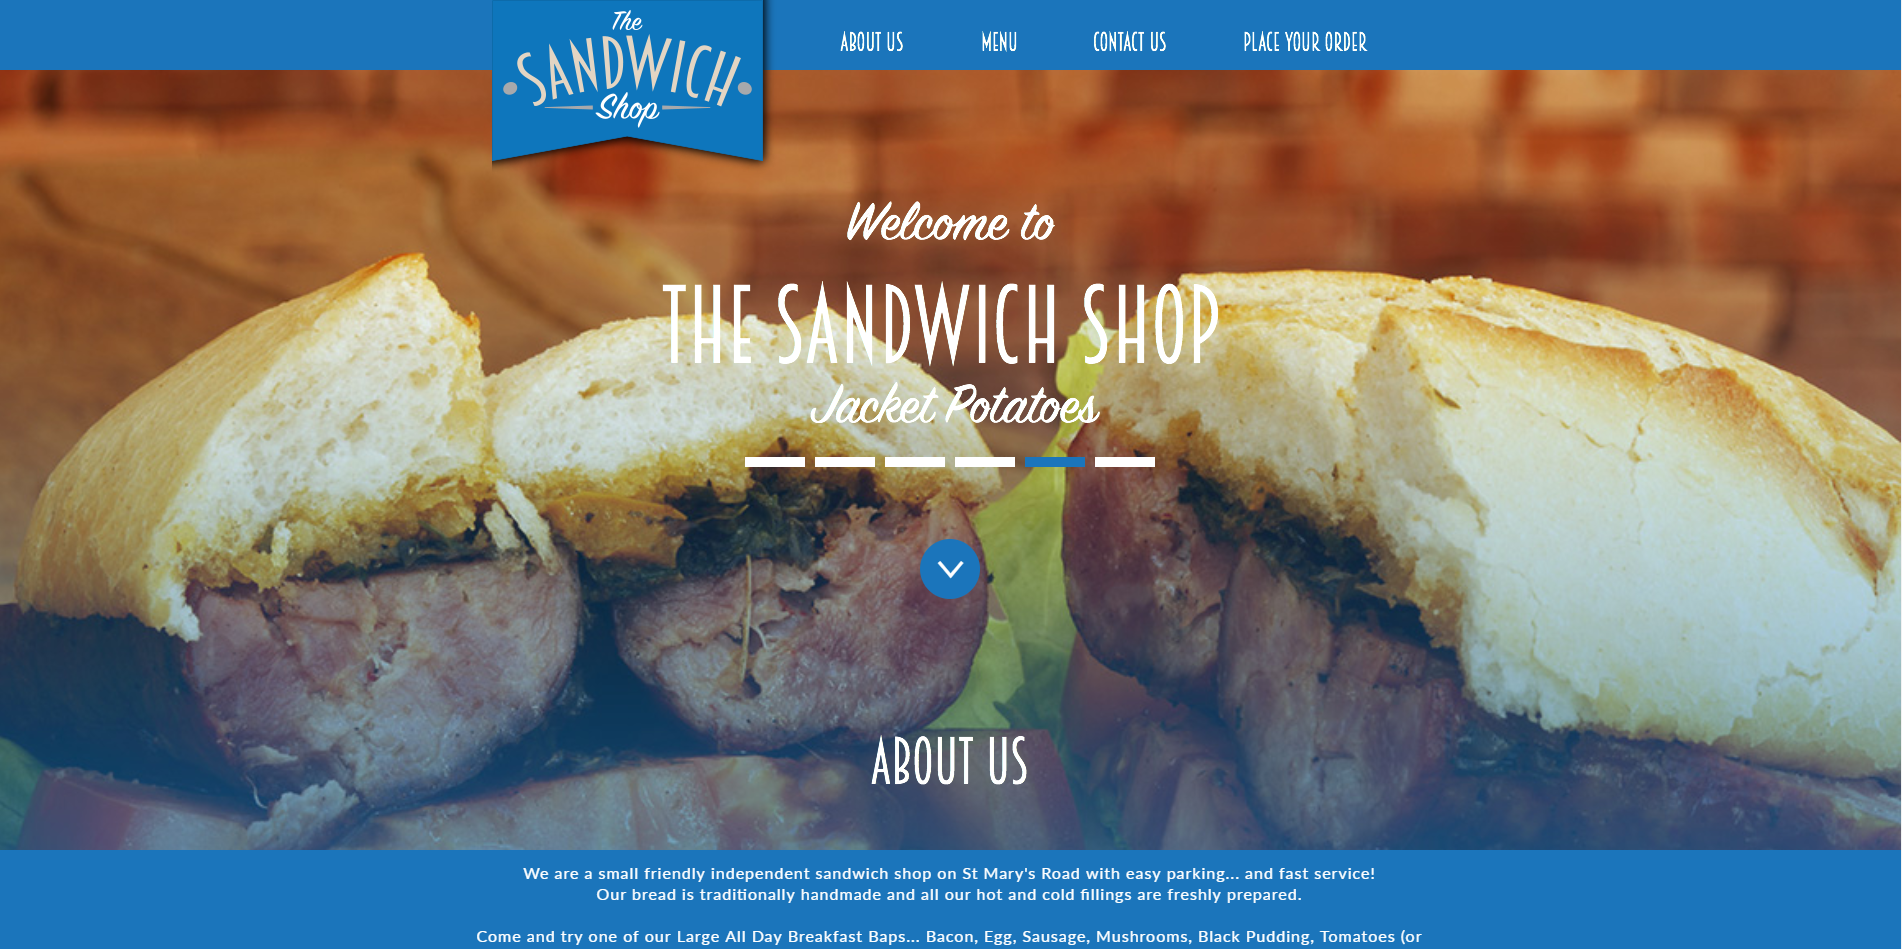 The
SANDWICH
Shop
ABOUT US
MENU
CONTACT US
PLACE YOUR ORDER
Welcome to
THE SANDWICH SHOP
Jacket Potatoes
ABOUT US
We are a small friendly independent sandwich shop on St Mary's Road with easy parking... and fast service!
Our bread is traditionally handmade and all our hot and cold fillings are freshly prepared.
Come and try one of our Large All Day Breakfast Baps... Bacon, Egg, Sausage, Mushrooms, Black Pudding, Tomatoes (or